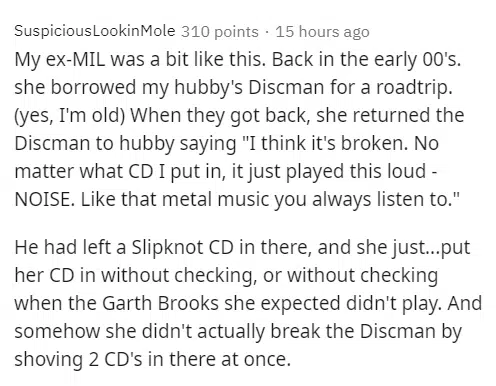 SuspiciousLookinMole 310 points · 15 hours ago
My ex-MIL was a bit like this. Back in the early 00's.
she borrowed my hubby's Discman for a roadtrip.
(yes, I'm old) When they got back, she returned the
Discman to hubby saying "I think it's broken. No
matter what CD I put in, it just played this loud -
NOISE. Like that metal music you always listen to."
He had left a Slipknot CD in there, and she just...put
her CD in without checking, or without checking
when the Garth Brooks she expected didn't play. And
somehow she didn't actually break the Discman by
shoving 2 CD's in there at once.